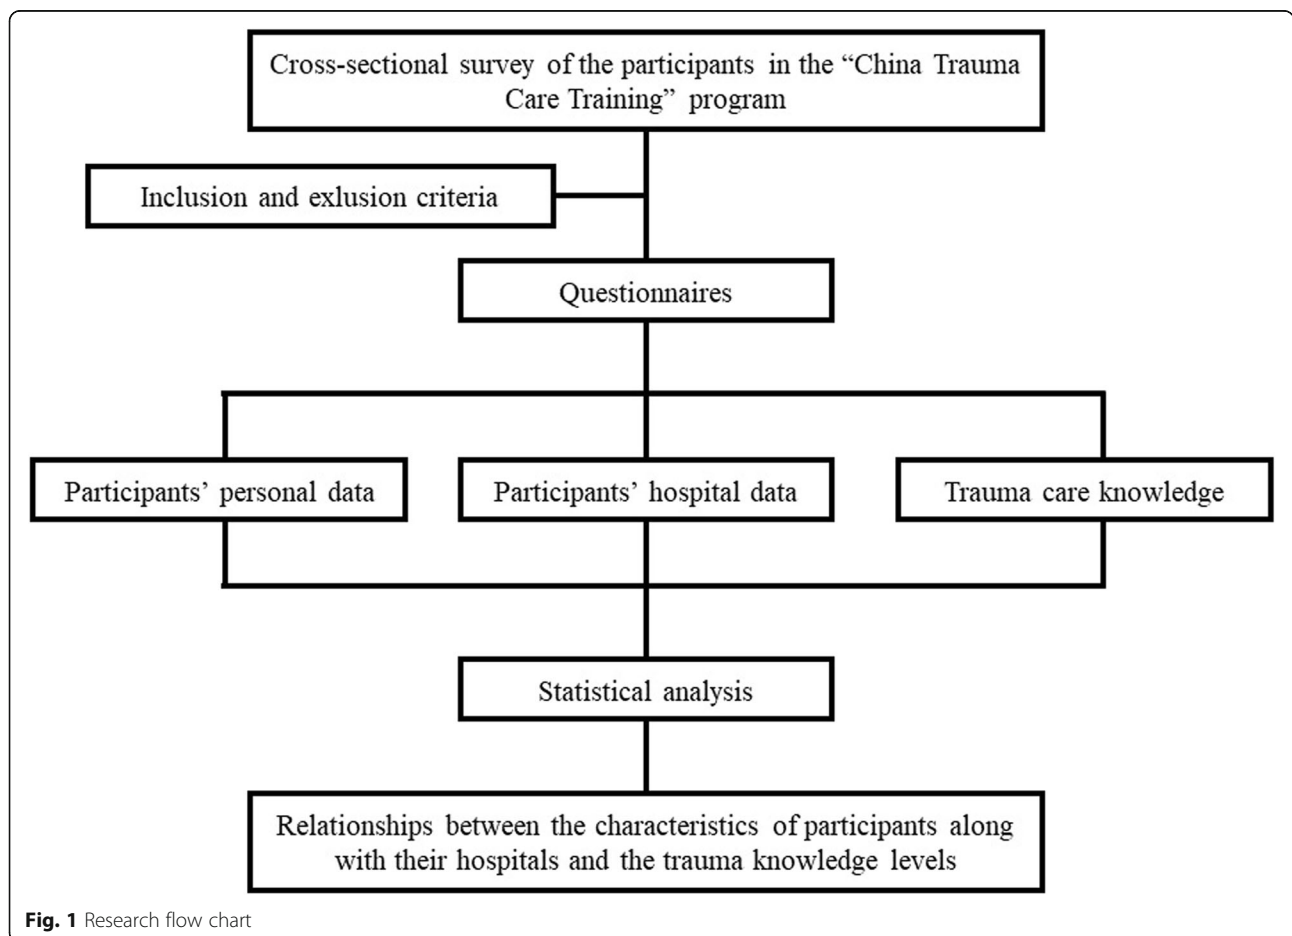 Cross-sectional survey of the participants in the “China Trauma
Care Training” program
Inclusion and exlusion criteria
Questionnaires
Participants’ personal data
Participants’ hospital data
Trauma care knowledge
Statistical analysis
Relationships between the characteristics of participants along
with their hospitals and the trauma knowledge levels
Fig. 1 Research flow chart